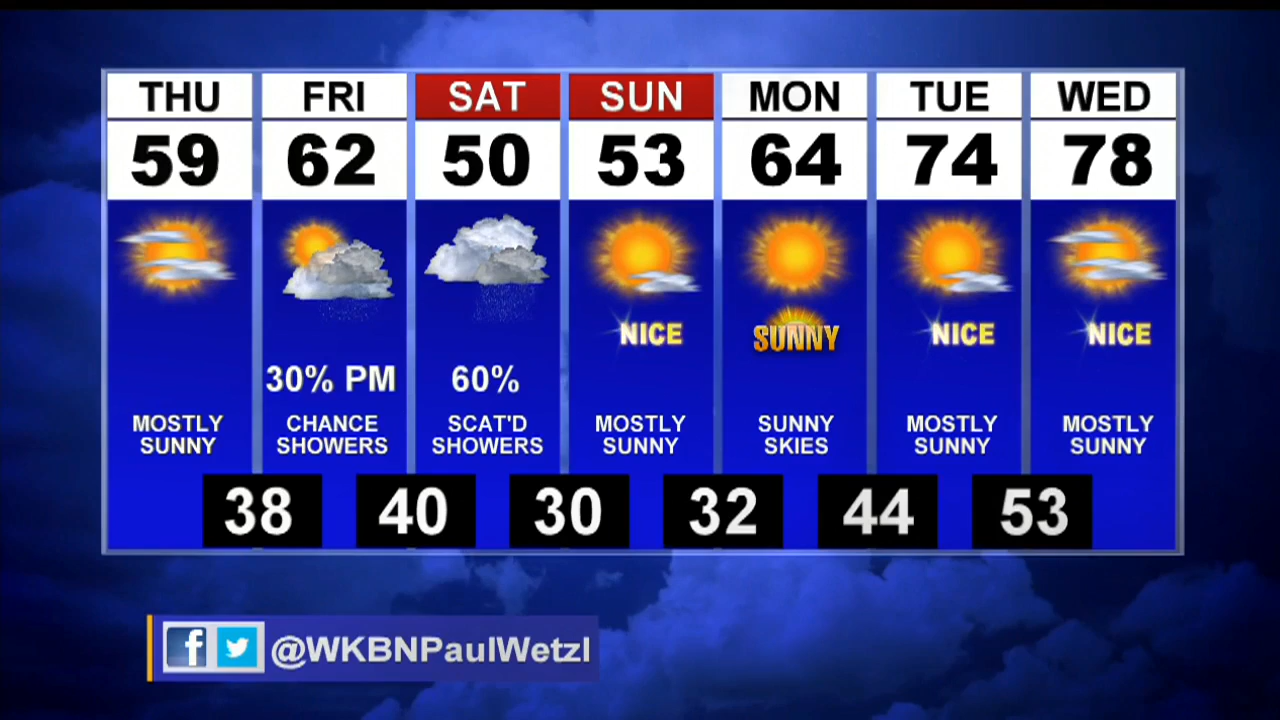 THU FRI SAT SUN MON TUE WED
59 62 50 53 64 74 78
NICE SUNNY NICE NICE
30% PM 60%
MOSTLY CHANCE SCAT'D MOSTLY SUNNY MOSTLY MOSTLY
SUNNY SHOWERS SHOWERS SUNNY SKIES SUNNY SUNNY
38 40 30 32 44 53
f @WKBNPaulWetzl